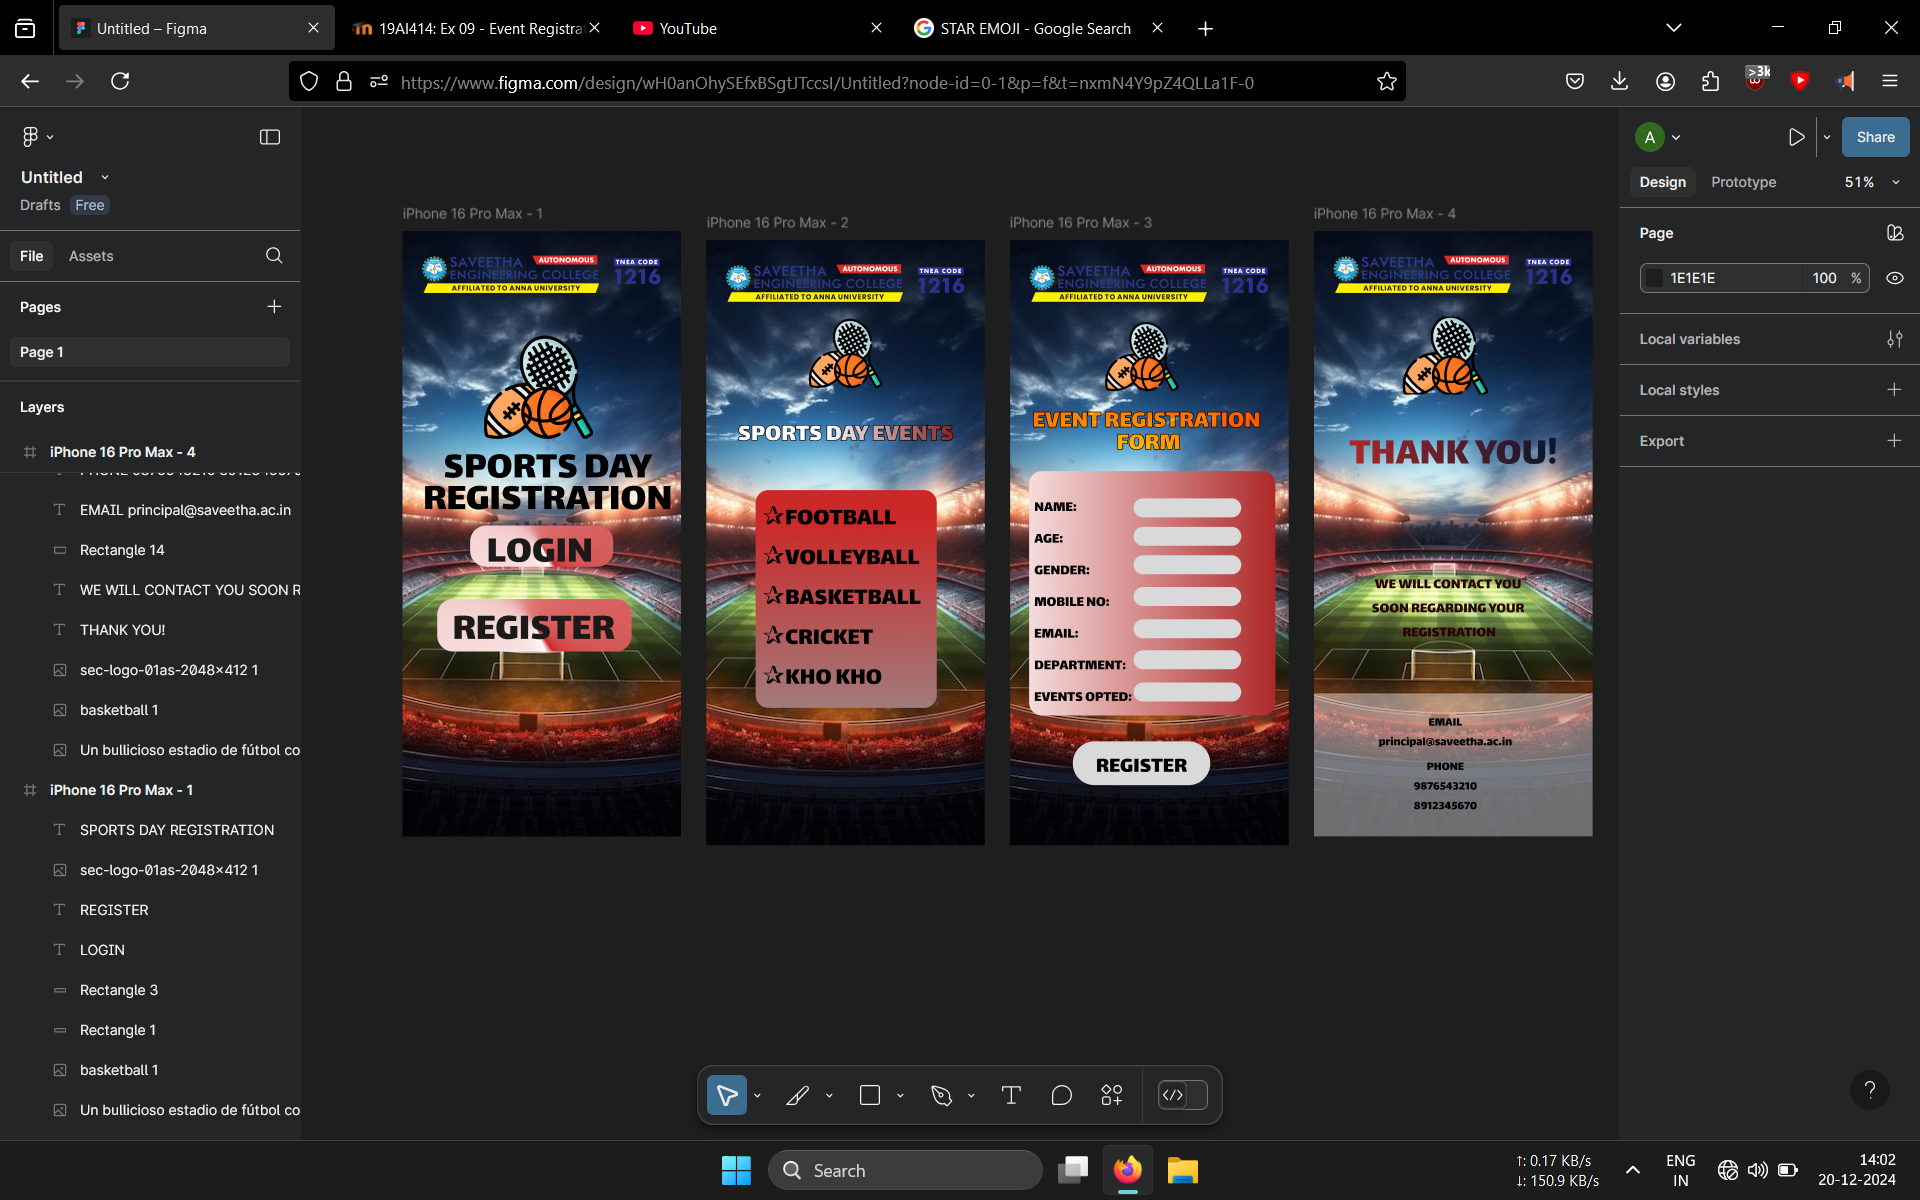 Untitled – Figma
19AI414: Ex 09 - Event Registra
YouTube
STAR EMOJI - Google Search
https://www.figma.com/design/wH0anOhySEfxBSgtJTccsI/Untitled?node-id=0-1&p=f&t=nxmN4Y9pZ4QLLa1F-0
>3k
Untitled
Drafts Free
File Assets
Pages
Page 1
Layers
iPhone 16 Pro Max - 4
EMAIL principal@saveetha.ac.in
Rectangle 14
WE WILL CONTACT YOU SOON R
THANK YOU!
sec-logo-01as-2048×412 1
basketball 1
Un bullicioso estadio de fútbol co
iPhone 16 Pro Max - 1
SPORTS DAY REGISTRATION
sec-logo-01as-2048×412 1
REGISTER
LOGIN
Rectangle 3
Rectangle 1
basketball 1
Un bullicioso estadio de fútbol co
iPhone 16 Pro Max - 1
SAVEETHA AUTONOMOUS
ENGINEERING COLLEGE
AFFILIATED TO ANNA UNIVERSITY
TNEA CODE
1216
SPORTS DAY
REGISTRATION
LOGIN
REGISTER
iPhone 16 Pro Max - 2
SAVEETHA AUTONOMOUS
ENGINEERING COLLEGE
AFFILIATED TO ANNA UNIVERSITY
TNEA CODE
1216
SPORTS DAY EVENTS
☆FOOTBALL
☆VOLLEYBALL
☆BASKETBALL
☆CRICKET
☆KHO KHO
iPhone 16 Pro Max - 3
SAVEETHA AUTONOMOUS
ENGINEERING COLLEGE
AFFILIATED TO ANNA UNIVERSITY
TNEA CODE
1216
EVENT REGISTRATION
FORM
NAME:
AGE:
GENDER:
MOBILE NO:
EMAIL:
DEPARTMENT:
EVENTS OPTED:
REGISTER
iPhone 16 Pro Max - 4
SAVEETHA AUTONOMOUS
ENGINEERING COLLEGE
AFFILIATED TO ANNA UNIVERSITY
TNEA CODE
1216
THANK YOU!
WE WILL CONTACT YOU
SOON REGARDING YOUR
REGISTRATION
EMAIL
principal@saveetha.ac.in
PHONE
9876543210
8912345670
A
Share
Design Prototype 51%
Page
1E1E1E 100 %
Local variables
Local styles
Export
?
Search
↑: 0.17 KB/s
↓: 150.9 KB/s
ENG
IN
14:02
20-12-2024